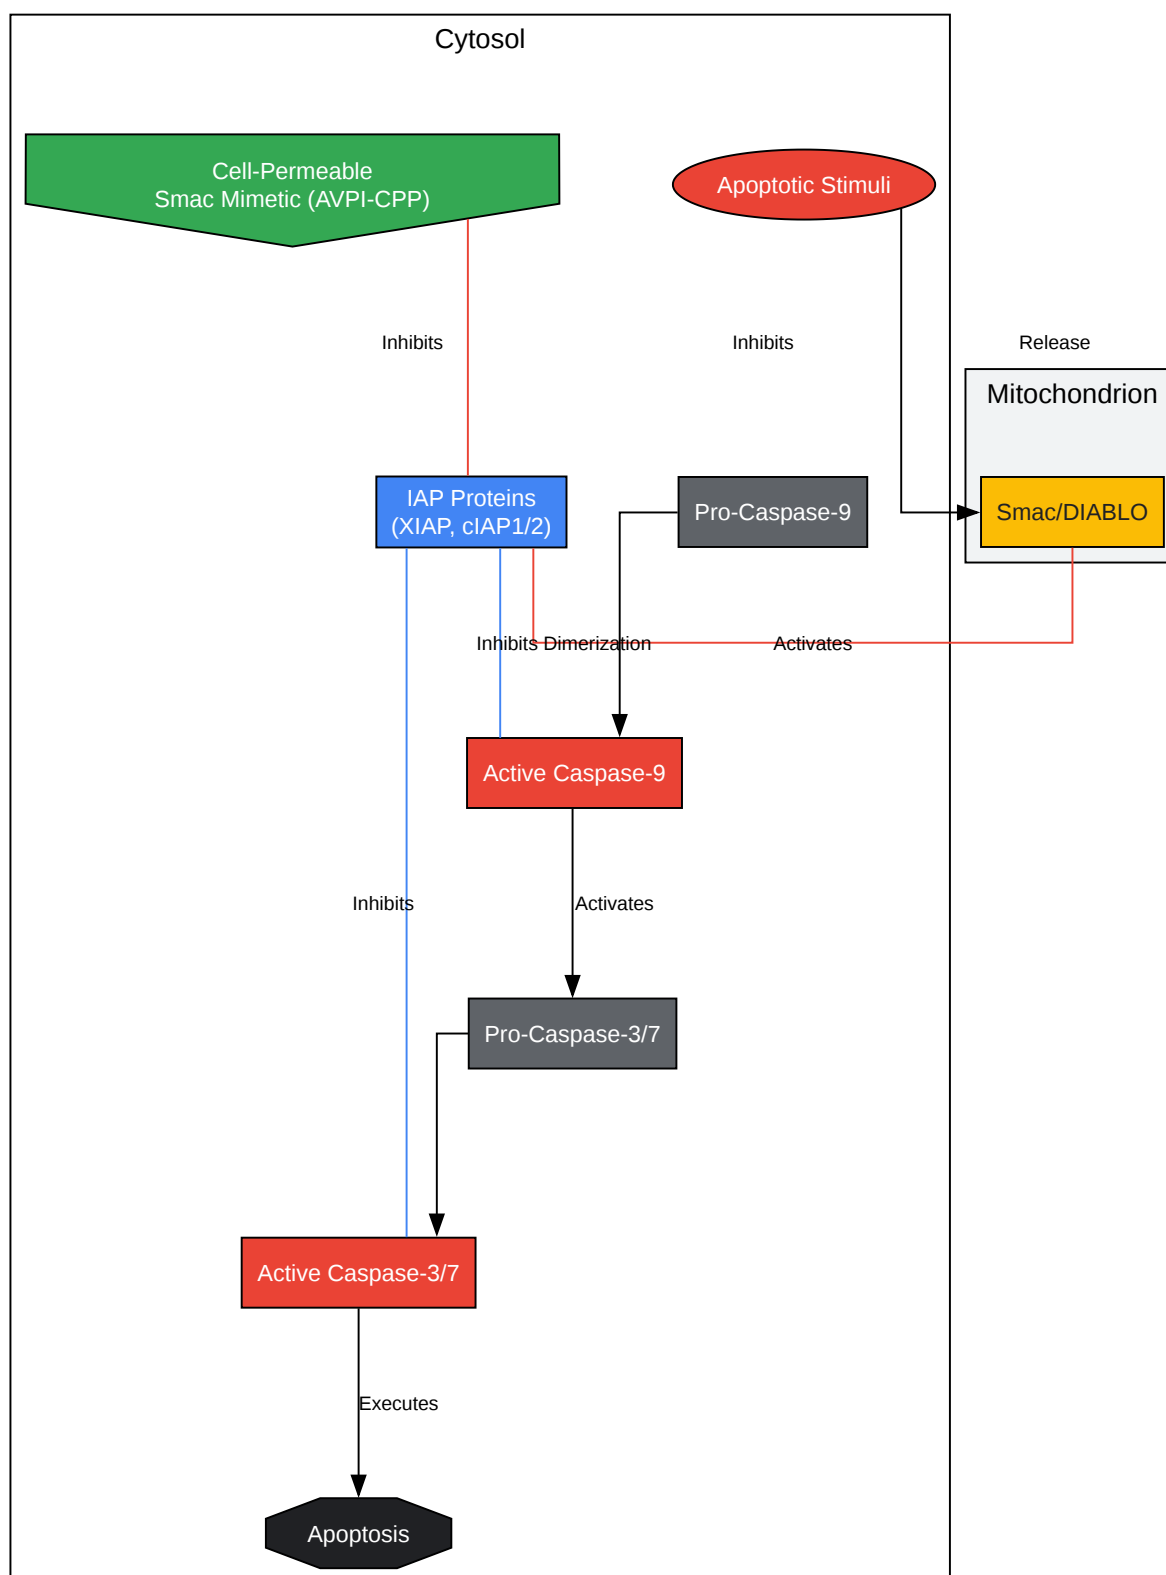 Cytosol
Cell-Permeable
Smac Mimetic (AVPI-CPP)
Apoptotic Stimuli
Inhibits
Inhibits
Release
Mitochondrion
IAP Proteins
(XIAP, cIAP1/2)
Pro-Caspase-9
Smac/DIABLO
Inhibits Dimerization
Activates
Active Caspase-9
Inhibits
Activates
Pro-Caspase-3/7
Active Caspase-3/7
Executes
Apoptosis